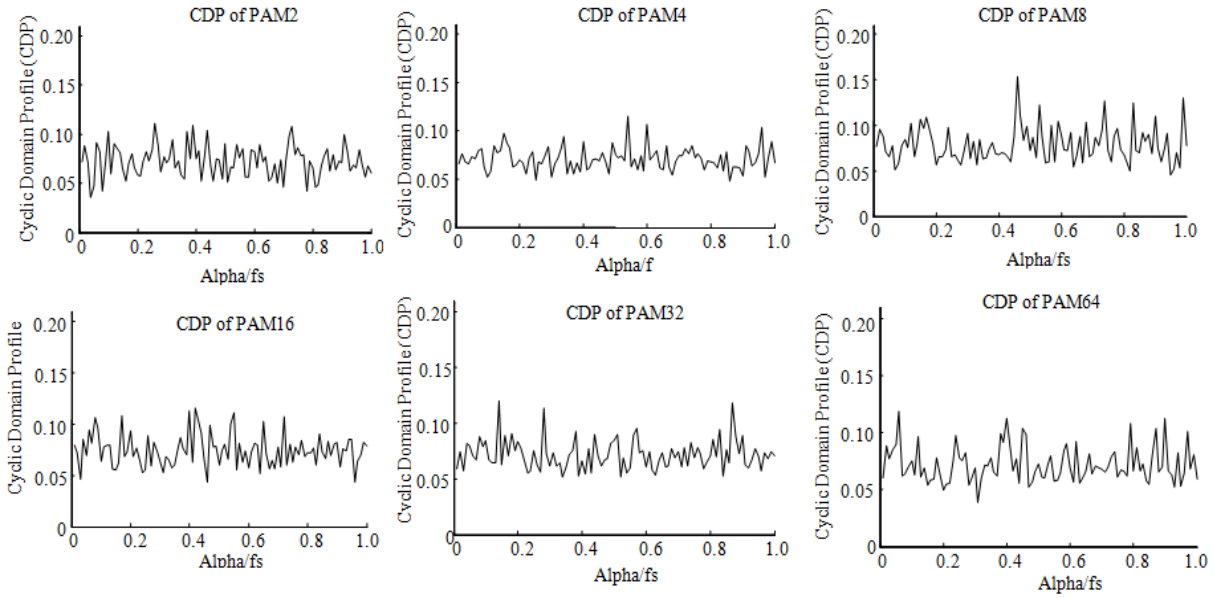 CDP of PAM2
Cyclic Domain Profile (CDP)
0.20
0.15
0.10
0.05
0
0 0.2 0.4 0.6 0.8 1.0
Alpha/fs
CDP of PAM4
Cyclic Domain Profile (CDP)
0.20
0.15
0.10
0.05
0
0 0.2 0.4 0.6 0.8 1.0
Alpha/f
CDP of PAM8
Cyclic Domain Profile (CDP)
0.20
0.15
0.10
0.05
0
0 0.2 0.4 0.6 0.8 1.0
Alpha/fs
CDP of PAM16
Cyclic Domain Profile
0.20
0.15
0.10
0.05
0
0 0.2 0.4 0.6 0.8 1.0
Alpha/fs
CDP of PAM32
Cyclic Domain Profile (CDP)
0.20
0.15
0.10
0.05
0
0 0.2 0.4 0.6 0.8 1.0
Alpha/fs
CDP of PAM64
Cyclic Domain Profile (CDP)
0.20
0.15
0.10
0.05
0
0 0.2 0.4 0.6 0.8 1.0
Alpha/fs